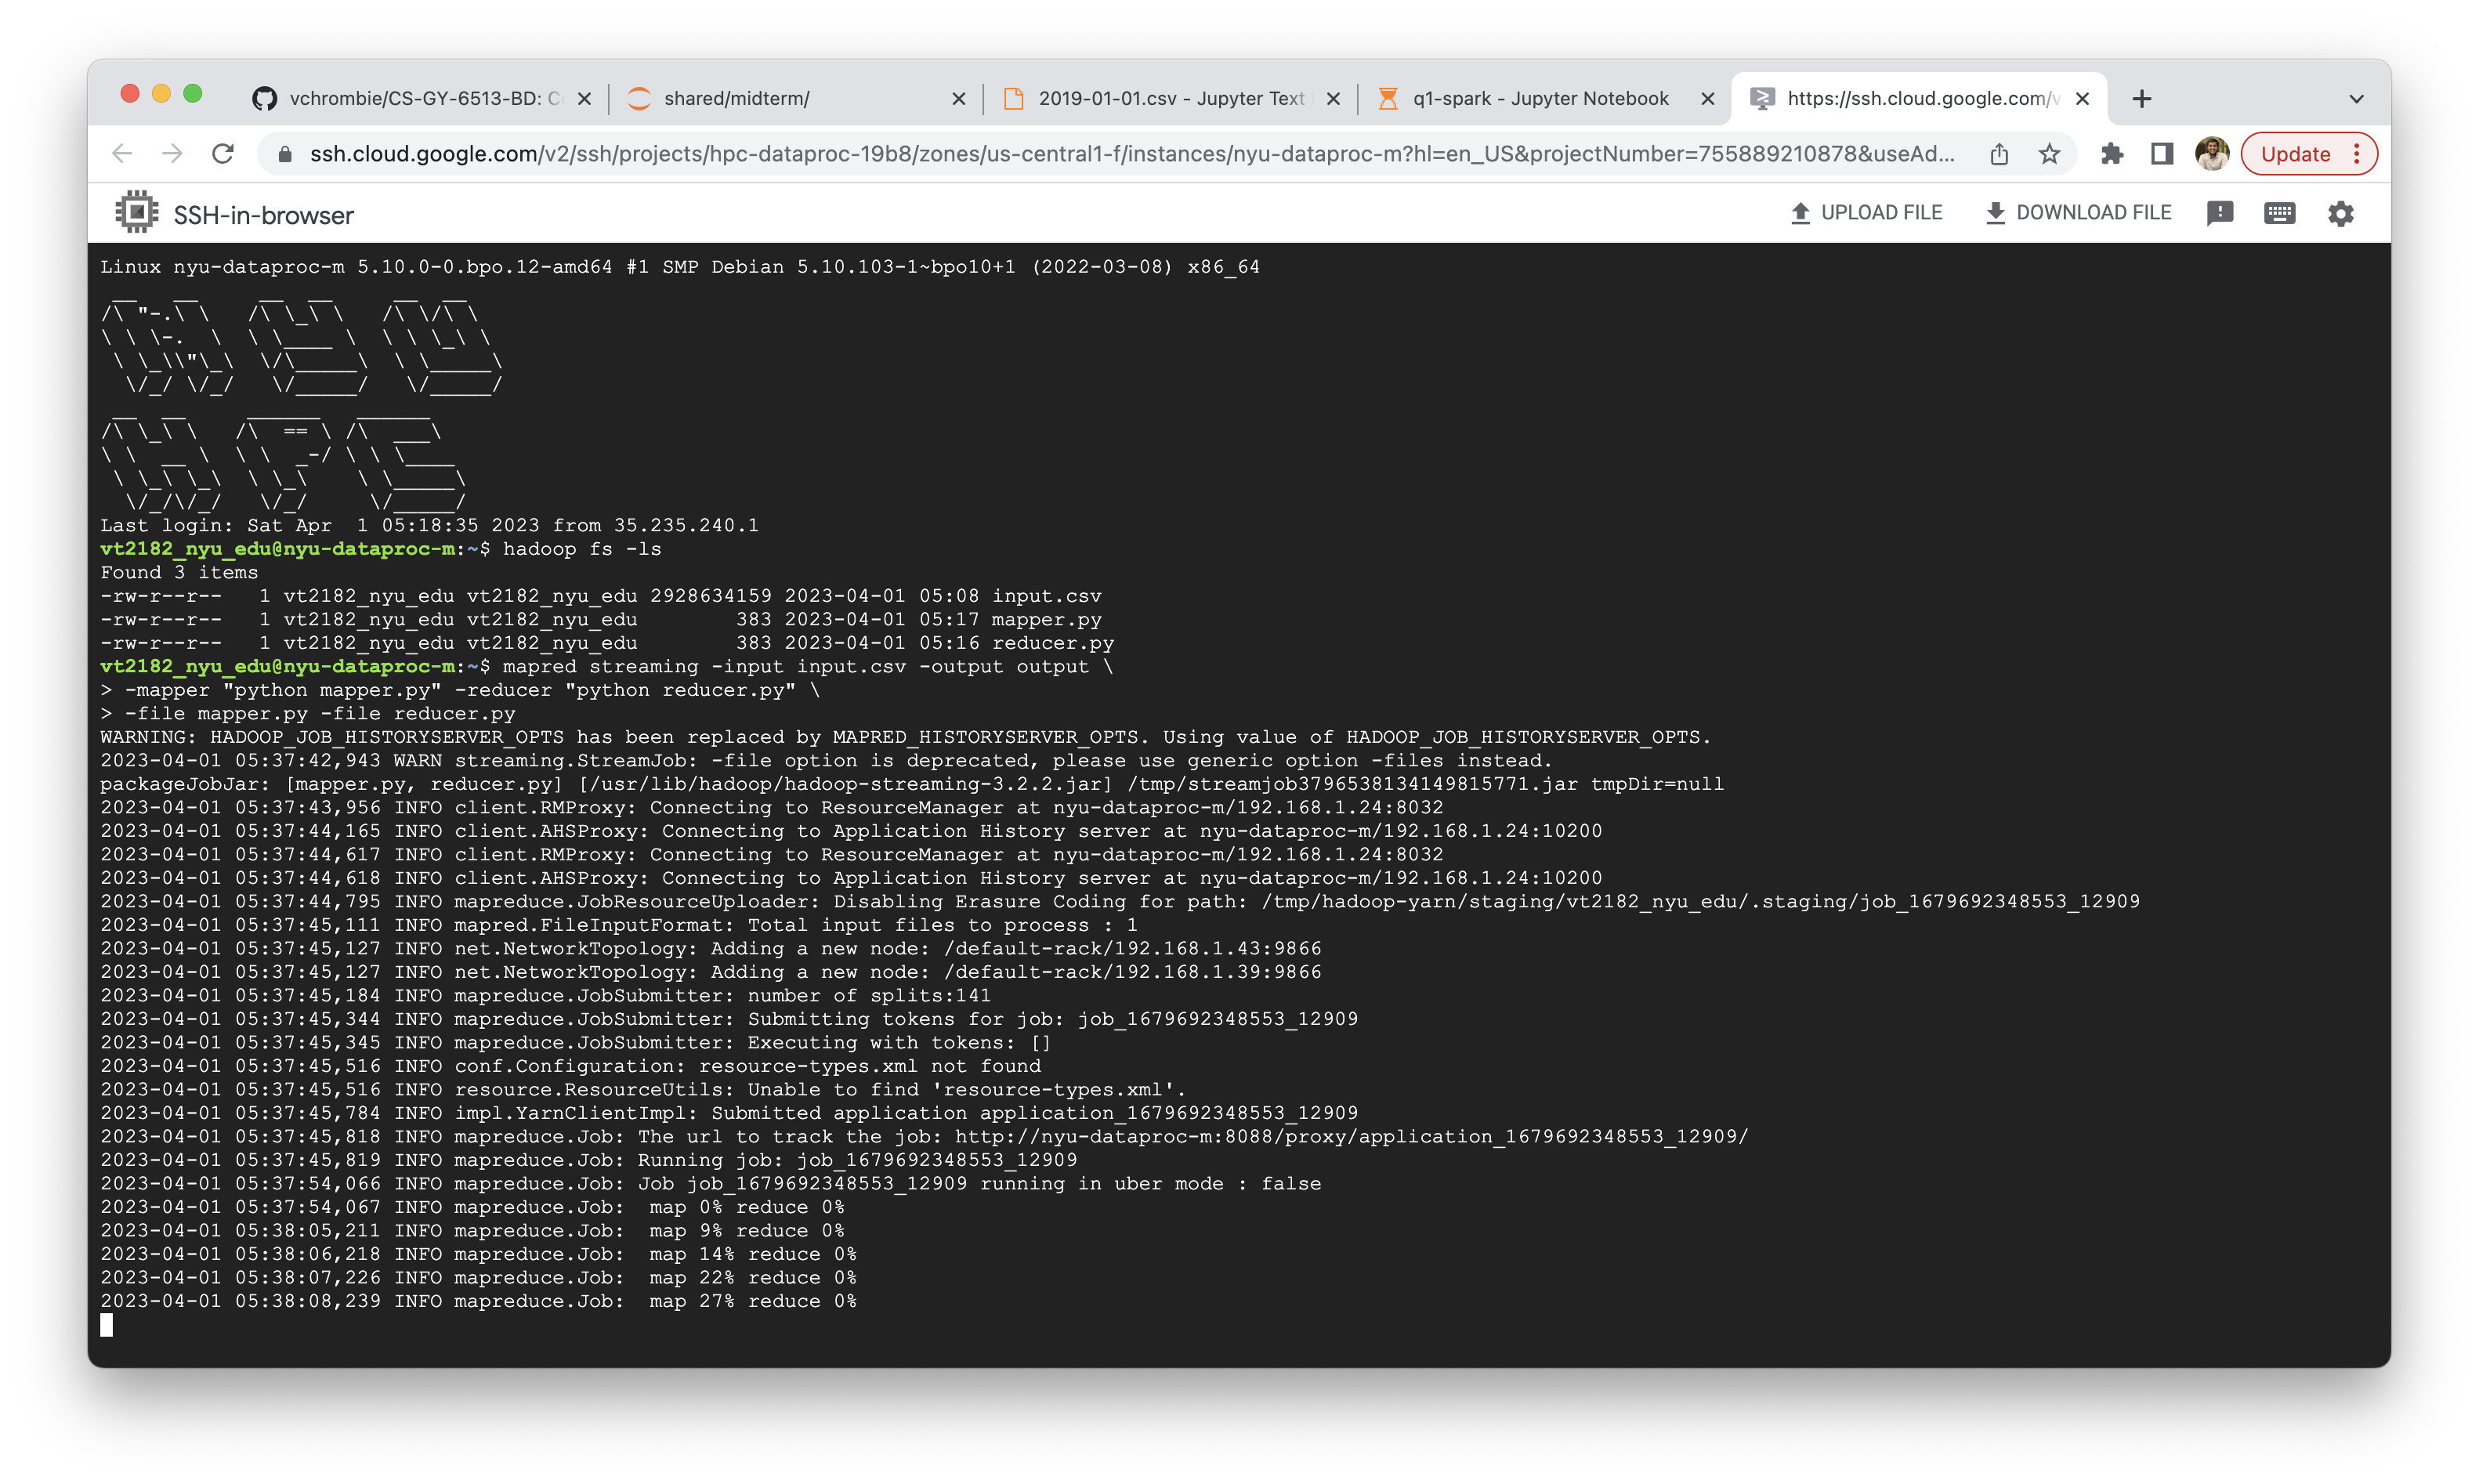 vchrombie/CS-GY-6513-BD: Co
shared/midterm/
2019-01-01.csv - Jupyter Text
q1-spark - Jupyter Notebook
https://ssh.cloud.google.com/v
ssh.cloud.google.com/v2/ssh/projects/hpc-dataproc-19b8/zones/us-central1-f/instances/nyu-dataproc-m?hl=en_US&projectNumber=755889210878&useAd...
Update
SSH-in-browser
UPLOAD FILE
DOWNLOAD FILE
Linux nyu-dataproc-m 5.10.0-0.bpo.12-amd64 #1 SMP Debian 5.10.103-1~bpo10+1 (2022-03-08) x86_64
NYU
HPC
Last login: Sat Apr  1 05:18:35 2023 from 35.235.240.1
vt2182_nyu_edu@nyu-dataproc-m:~$ hadoop fs -ls
Found 3 items
-rw-r--r--   1 vt2182_nyu_edu vt2182_nyu_edu 2928634159 2023-04-01 05:08 input.csv
-rw-r--r--   1 vt2182_nyu_edu vt2182_nyu_edu        383 2023-04-01 05:17 mapper.py
-rw-r--r--   1 vt2182_nyu_edu vt2182_nyu_edu        383 2023-04-01 05:16 reducer.py
vt2182_nyu_edu@nyu-dataproc-m:~$ mapred streaming -input input.csv -output output \
> -mapper "python mapper.py" -reducer "python reducer.py" \
> -file mapper.py -file reducer.py
WARNING: HADOOP_JOB_HISTORYSERVER_OPTS has been replaced by MAPRED_HISTORYSERVER_OPTS. Using value of HADOOP_JOB_HISTORYSERVER_OPTS.
2023-04-01 05:37:42,943 WARN streaming.StreamJob: -file option is deprecated, please use generic option -files instead.
packageJobJar: [mapper.py, reducer.py] [/usr/lib/hadoop/hadoop-streaming-3.2.2.jar] /tmp/streamjob3796538134149815771.jar tmpDir=null
2023-04-01 05:37:43,956 INFO client.RMProxy: Connecting to ResourceManager at nyu-dataproc-m/192.168.1.24:8032
2023-04-01 05:37:44,165 INFO client.AHSProxy: Connecting to Application History server at nyu-dataproc-m/192.168.1.24:10200
2023-04-01 05:37:44,617 INFO client.RMProxy: Connecting to ResourceManager at nyu-dataproc-m/192.168.1.24:8032
2023-04-01 05:37:44,618 INFO client.AHSProxy: Connecting to Application History server at nyu-dataproc-m/192.168.1.24:10200
2023-04-01 05:37:44,795 INFO mapreduce.JobResourceUploader: Disabling Erasure Coding for path: /tmp/hadoop-yarn/staging/vt2182_nyu_edu/.staging/job_1679692348553_12909
2023-04-01 05:37:45,111 INFO mapred.FileInputFormat: Total input files to process : 1
2023-04-01 05:37:45,127 INFO net.NetworkTopology: Adding a new node: /default-rack/192.168.1.43:9866
2023-04-01 05:37:45,127 INFO net.NetworkTopology: Adding a new node: /default-rack/192.168.1.39:9866
2023-04-01 05:37:45,184 INFO mapreduce.JobSubmitter: number of splits:141
2023-04-01 05:37:45,344 INFO mapreduce.JobSubmitter: Submitting tokens for job: job_1679692348553_12909
2023-04-01 05:37:45,345 INFO mapreduce.JobSubmitter: Executing with tokens: []
2023-04-01 05:37:45,516 INFO conf.Configuration: resource-types.xml not found
2023-04-01 05:37:45,516 INFO resource.ResourceUtils: Unable to find 'resource-types.xml'.
2023-04-01 05:37:45,784 INFO impl.YarnClientImpl: Submitted application application_1679692348553_12909
2023-04-01 05:37:45,818 INFO mapreduce.Job: The url to track the job: http://nyu-dataproc-m:8088/proxy/application_1679692348553_12909/
2023-04-01 05:37:45,819 INFO mapreduce.Job: Running job: job_1679692348553_12909
2023-04-01 05:37:54,066 INFO mapreduce.Job: Job job_1679692348553_12909 running in uber mode : false
2023-04-01 05:37:54,067 INFO mapreduce.Job:  map 0% reduce 0%
2023-04-01 05:38:05,211 INFO mapreduce.Job:  map 9% reduce 0%
2023-04-01 05:38:06,218 INFO mapreduce.Job:  map 14% reduce 0%
2023-04-01 05:38:07,226 INFO mapreduce.Job:  map 22% reduce 0%
2023-04-01 05:38:08,239 INFO mapreduce.Job:  map 27% reduce 0%